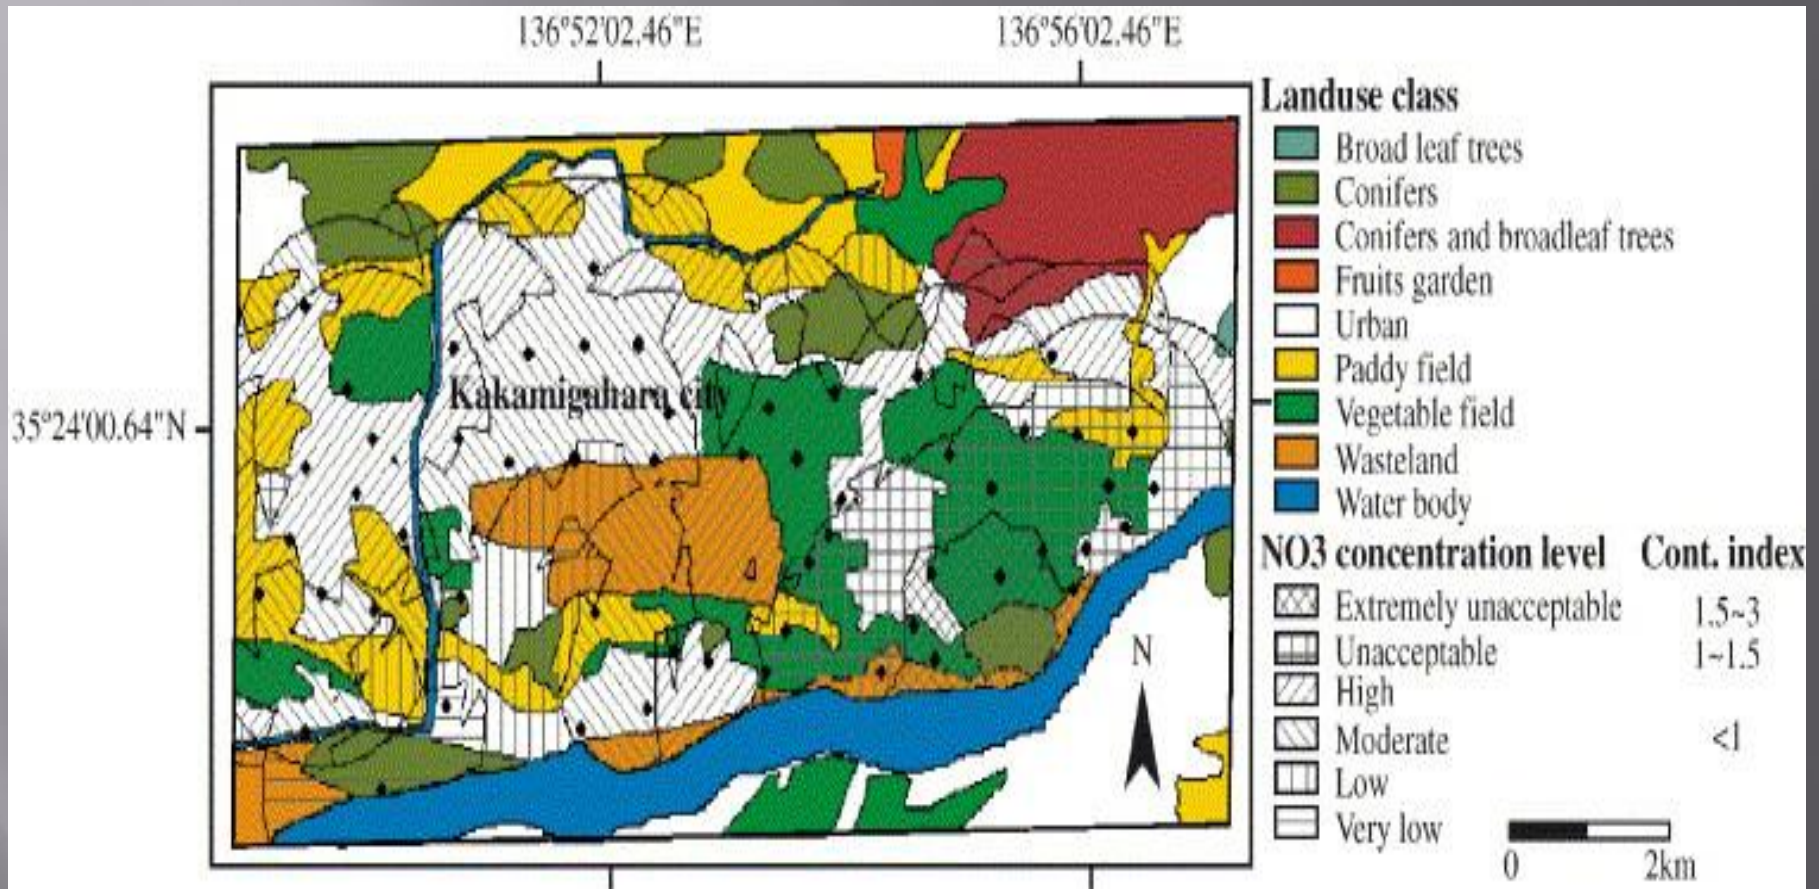 136°52'02.46"E
136°56'02.46"E
35°24'00.64"N
Kakamigahara city
N
Landuse class
Broad leaf trees
Conifers
Conifers and broadleaf trees
Fruits garden
Urban
Paddy field
Vegetable field
Wasteland
Water body
NO3 concentration level Cont. index
Extremely unacceptable 1.5~3
Unacceptable 1~1.5
High
Moderate <1
Low
Very low
0 2km